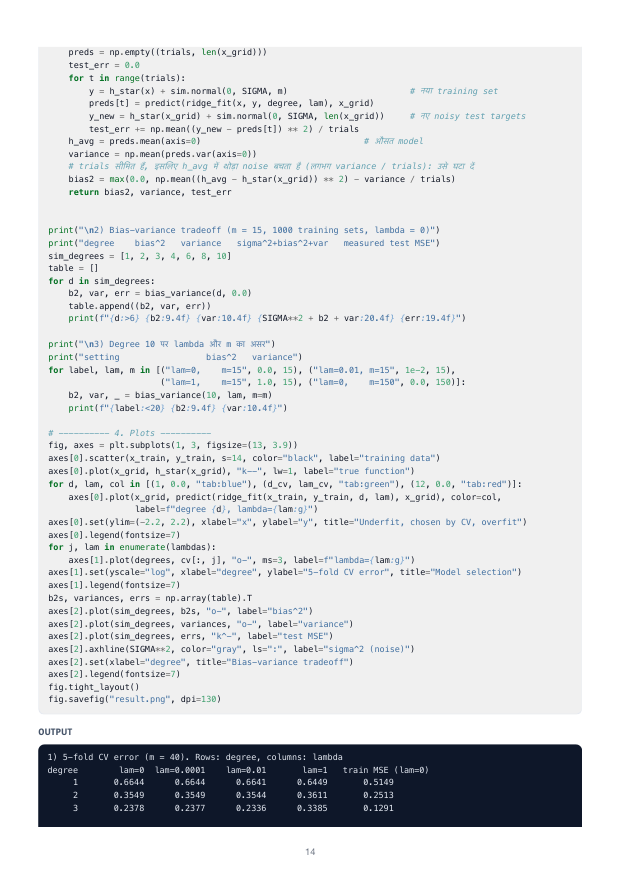 preds = np.empty((trials, len(x_grid)))
    test_err = 0.0
    for t in range(trials):
        y = h_star(x) + sim.normal(0, SIGMA, m)                        # नया training set
        preds[t] = predict(ridge_fit(x, y, degree, lam), x_grid)
        y_new = h_star(x_grid) + sim.normal(0, SIGMA, len(x_grid))     # नए noisy test targets
        test_err += np.mean((y_new - preds[t]) ** 2) / trials
    h_avg = preds.mean(axis=0)                                # औसत model
    variance = np.mean(preds.var(axis=0))
    # trials सीमित हैं, इसलिए h_avg में थोड़ा noise बचता है (लगभग variance / trials): उसे घटा दें
    bias2 = max(0.0, np.mean((h_avg - h_star(x_grid)) ** 2) - variance / trials)
    return bias2, variance, test_err
print("\n2) Bias-variance tradeoff (m = 15, 1000 training sets, lambda = 0)")
print("degree    bias^2   variance   sigma^2+bias^2+var   measured test MSE")
sim_degrees = [1, 2, 3, 4, 6, 8, 10]
table = []
for d in sim_degrees:
    b2, var, err = bias_variance(d, 0.0)
    table.append((b2, var, err))
    print(f"{d:>6} {b2:9.4f} {var:10.4f} {SIGMA**2 + b2 + var:20.4f} {err:19.4f}")
print("\n3) Degree 10 पर lambda और m का असर")
print("setting                 bias^2   variance")
for label, lam, m in [("lam=0,    m=15", 0.0, 15), ("lam=0.01, m=15", 1e-2, 15),
                      ("lam=1,    m=15", 1.0, 15), ("lam=0,    m=150", 0.0, 150)]:
    b2, var, _ = bias_variance(10, lam, m=m)
    print(f"{label:<20} {b2:9.4f} {var:10.4f}")
# ---------- 4. Plots ----------
fig, axes = plt.subplots(1, 3, figsize=(13, 3.9))
axes[0].scatter(x_train, y_train, s=14, color="black", label="training data")
axes[0].plot(x_grid, h_star(x_grid), "k--", lw=1, label="true function")
for d, lam, col in [(1, 0.0, "tab:blue"), (d_cv, lam_cv, "tab:green"), (12, 0.0, "tab:red")]:
    axes[0].plot(x_grid, predict(ridge_fit(x_train, y_train, d, lam), x_grid), color=col,
                 label=f"degree {d}, lambda={lam:g}")
axes[0].set(ylim=(-2.2, 2.2), xlabel="x", ylabel="y", title="Underfit, chosen by CV, overfit")
axes[0].legend(fontsize=7)
for j, lam in enumerate(lambdas):
    axes[1].plot(degrees, cv[:, j], "o-", ms=3, label=f"lambda={lam:g}")
axes[1].set(yscale="log", xlabel="degree", ylabel="5-fold CV error", title="Model selection")
axes[1].legend(fontsize=7)
b2s, variances, errs = np.array(table).T
axes[2].plot(sim_degrees, b2s, "o-", label="bias^2")
axes[2].plot(sim_degrees, variances, "o-", label="variance")
axes[2].plot(sim_degrees, errs, "k^-", label="test MSE")
axes[2].axhline(SIGMA**2, color="gray", ls=":", label="sigma^2 (noise)")
axes[2].set(xlabel="degree", title="Bias-variance tradeoff")
axes[2].legend(fontsize=7)
fig.tight_layout()
fig.savefig("result.png", dpi=130)
OUTPUT
1) 5-fold CV error (m = 40). Rows: degree, columns: lambda
degree       lam=0  lam=0.0001    lam=0.01       lam=1   train MSE (lam=0)
     1       0.6644      0.6644      0.6641      0.6449       0.5149
     2       0.3549      0.3549      0.3544      0.3611       0.2513
     3       0.2378      0.2377      0.2336      0.3385       0.1291
14